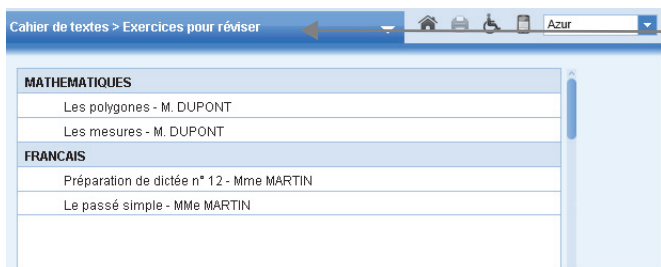 Cahier de textes > Exercices pour réviser
Azur
MATHEMATIQUES
Les polygones - M. DUPONT
Les mesures - M. DUPONT
FRANCAIS
Préparation de dictée n° 12 - Mme MARTIN
Le passé simple - MMe MARTIN